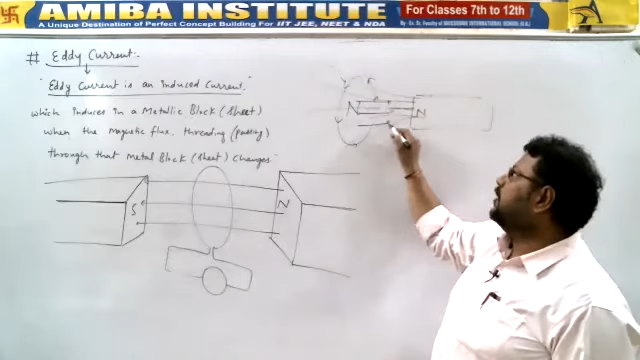 AMIBA INSTITUTE
A Unique Destination of Perfect Concept Building For IIT JEE, NEET & NDA
For Classes 7th to 12th
# Eddy Current:-
"Eddy Current is an induced Current"
which induces in a Metallic Block (Sheet)
when the Magnetic flux threading (passing)
through that Metal Block (Sheet) Changes
N
N
S
N